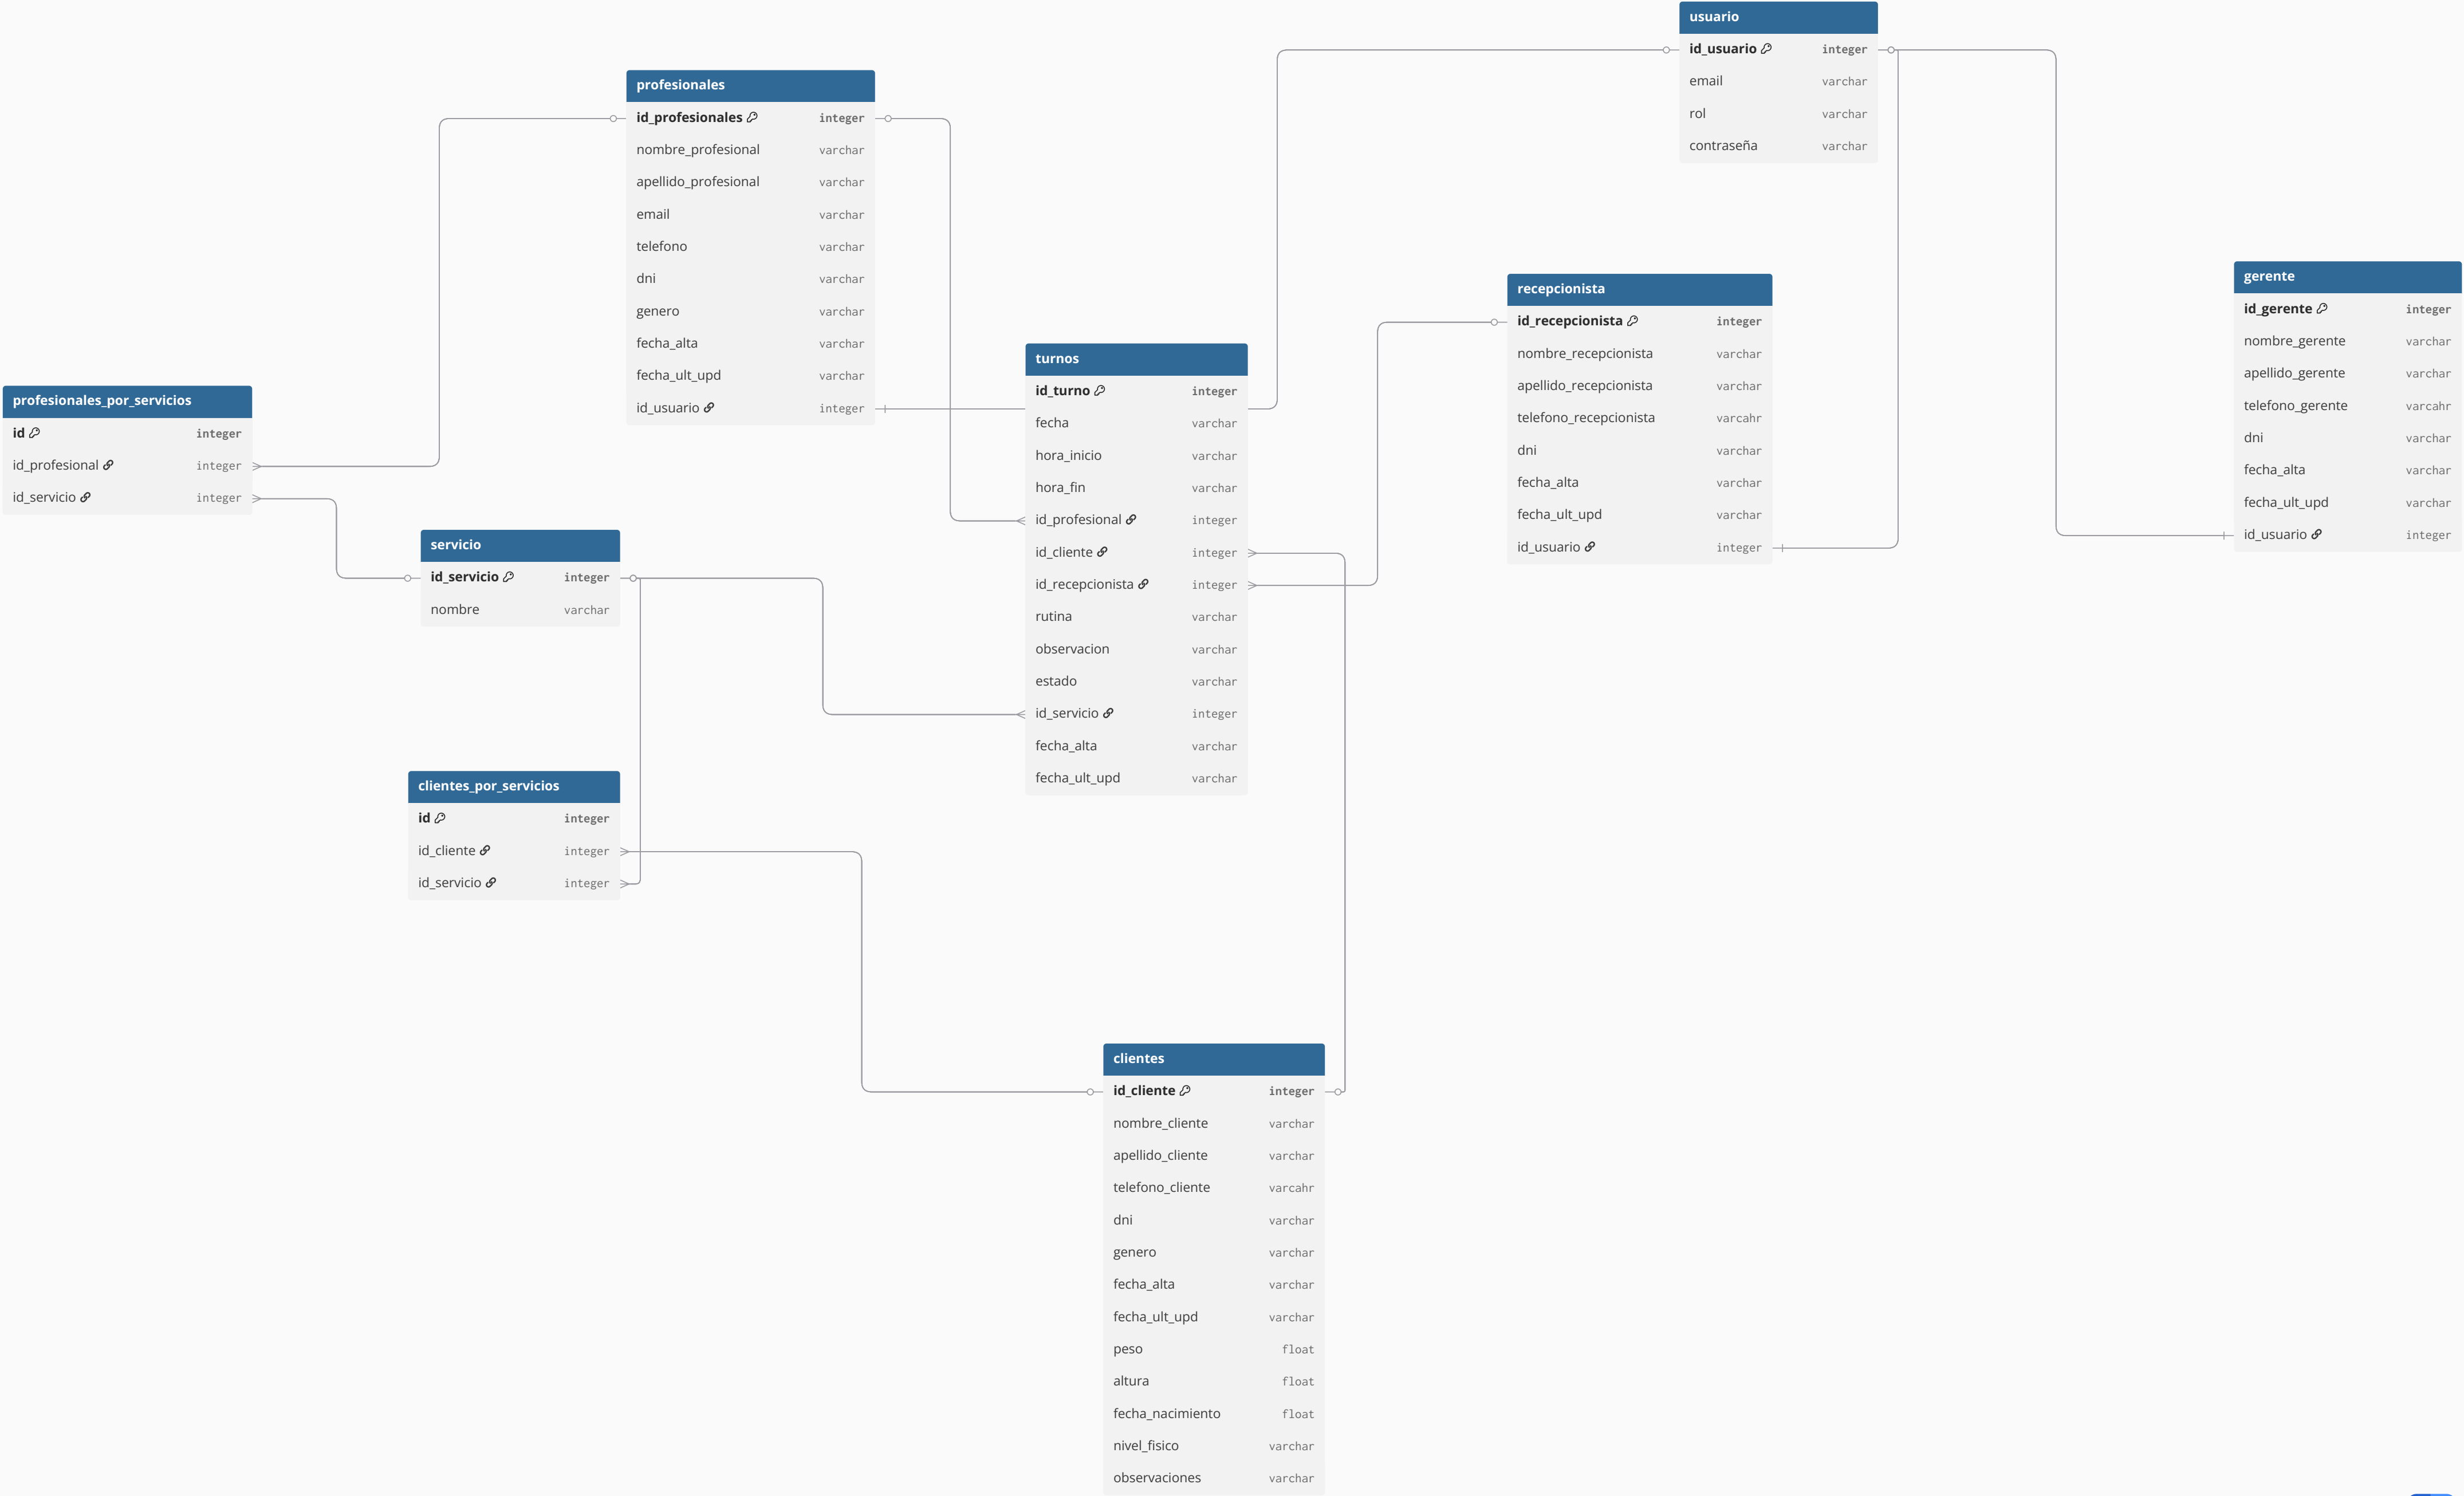 usuario
id_usuario integer
email varchar
rol varchar
contraseña varchar
profesionales
id_profesionales integer
nombre_profesional varchar
apellido_profesional varchar
email varchar
telefono varchar
dni varchar
genero varchar
fecha_alta varchar
fecha_ult_upd varchar
id_usuario integer
gerente
id_gerente integer
nombre_gerente varchar
apellido_gerente varchar
telefono_gerente varcahr
dni varchar
fecha_alta varchar
fecha_ult_upd varchar
id_usuario integer
recepcionista
id_recepcionista integer
nombre_recepcionista varchar
apellido_recepcionista varchar
telefono_recepcionista varcahr
dni varchar
fecha_alta varchar
fecha_ult_upd varchar
id_usuario integer
turnos
id_turno integer
fecha varchar
hora_inicio varchar
hora_fin varchar
id_profesional integer
id_cliente integer
id_recepcionista integer
rutina varchar
observacion varchar
estado varchar
id_servicio integer
fecha_alta varchar
fecha_ult_upd varchar
profesionales_por_servicios
id integer
id_profesional integer
id_servicio integer
servicio
id_servicio integer
nombre varchar
clientes_por_servicios
id integer
id_cliente integer
id_servicio integer
clientes
id_cliente integer
nombre_cliente varchar
apellido_cliente varchar
telefono_cliente varcahr
dni varchar
genero varchar
fecha_alta varchar
fecha_ult_upd varchar
peso float
altura float
fecha_nacimiento float
nivel_fisico varchar
observaciones varchar